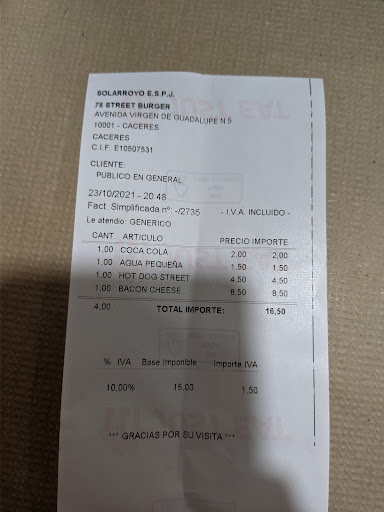 SOLARROYO E.S.P.J.
78 STREET BURGER
AVENIDA VIRGEN DE GUADALUPE N 5
10001 - CACERES
CACERES
C.I.F. E10507531
CLIENTE:
PUBLICO EN GENERAL
23/10/2021 - 20:48
Fact. Simplificada nº: -/2735 - I.V.A. INCLUIDO -
Le atendio: GENERICO
CANT. ARTICULO PRECIO IMPORTE
1,00 COCA COLA 2,00 2,00
1,00 AGUA PEQUEÑA 1,50 1,50
1,00 HOT DOG STREET 4,50 4,50
1,00 BACON CHEESE 8,50 8,50
4,00 TOTAL IMPORTE: 16,50
% IVA Base Imponible Importe IVA
10,00% 15,00 1,50
*** GRACIAS POR SU VISITA ***